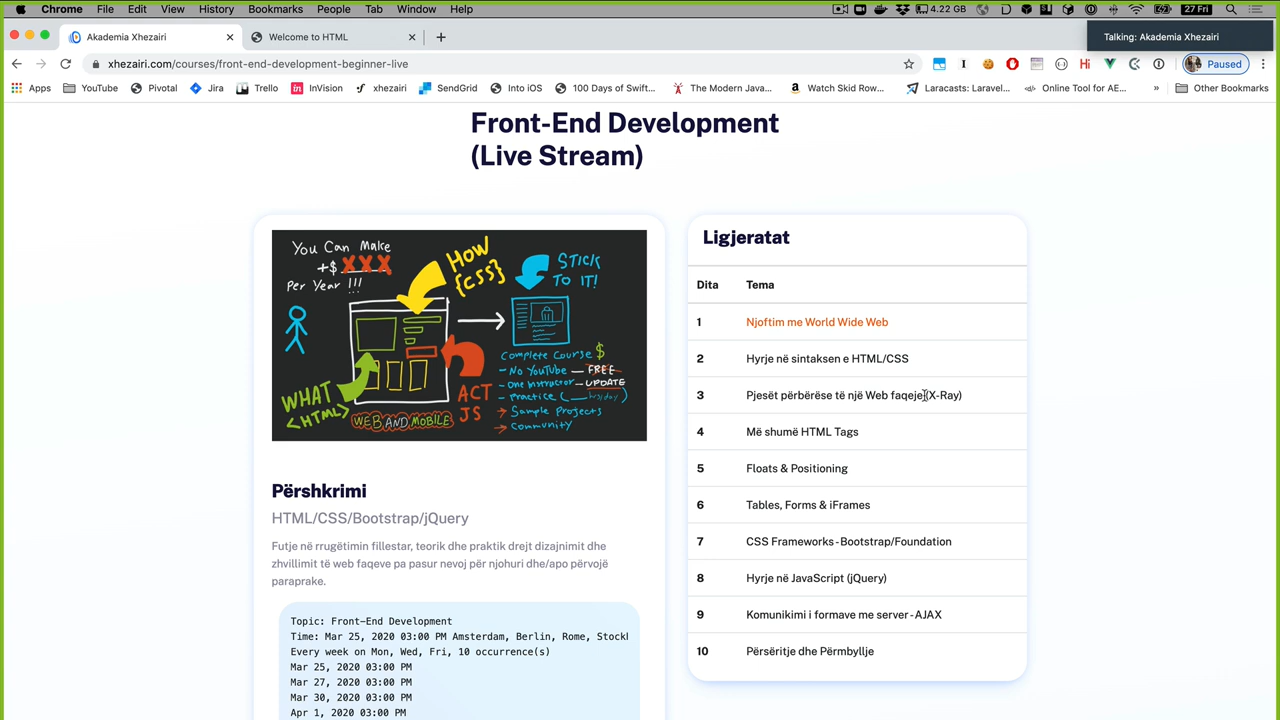 Chrome File Edit View History Bookmarks People Tab Window Help 4.22 GB 27 Fri
Akademia Xhezairi
Welcome to HTML
Talking: Akademia Xhezairi
xhezairi.com/courses/front-end-development-beginner-live
Paused
Apps YouTube Pivotal Jira Trello InVision xhezairi SendGrid Into iOS 100 Days of Swift... The Modern Java... Watch Skid Row... Laracasts: Laravel... Online Tool for AE... » Other Bookmarks
Front-End Development
(Live Stream)
You Can Make
+$ XXX
Per Year !!!
HOW
{CSS}
STICK
TO IT!
WHAT
<HTML>
ACT
JS
WEB AND MOBILE
Complete Course $
- No YouTube — FREE
- One Instructor - UPDATE
- Practice ( hrs/day )
→ Sample Projects
→ Community
Përshkrimi
HTML/CSS/Bootstrap/jQuery
Futje në rrugëtimin fillestar, teorik dhe praktik drejt dizajnimit dhe
zhvillimit të web faqeve pa pasur nevoj për njohuri dhe/apo përvojë
paraprake.
Topic: Front-End Development
Time: Mar 25, 2020 03:00 PM Amsterdam, Berlin, Rome, Stockh
Every week on Mon, Wed, Fri, 10 occurrence(s)
Mar 25, 2020 03:00 PM
Mar 27, 2020 03:00 PM
Mar 30, 2020 03:00 PM
Apr 1, 2020 03:00 PM
Ligjeratat
Dita Tema
1 Njoftim me World Wide Web
2 Hyrje në sintaksen e HTML/CSS
3 Pjesët përbërëse të një Web faqeje (X-Ray)
4 Më shumë HTML Tags
5 Floats & Positioning
6 Tables, Forms & iFrames
7 CSS Frameworks - Bootstrap/Foundation
8 Hyrje në JavaScript (jQuery)
9 Komunikimi i formave me server - AJAX
10 Përsëritje dhe Përmbyllje